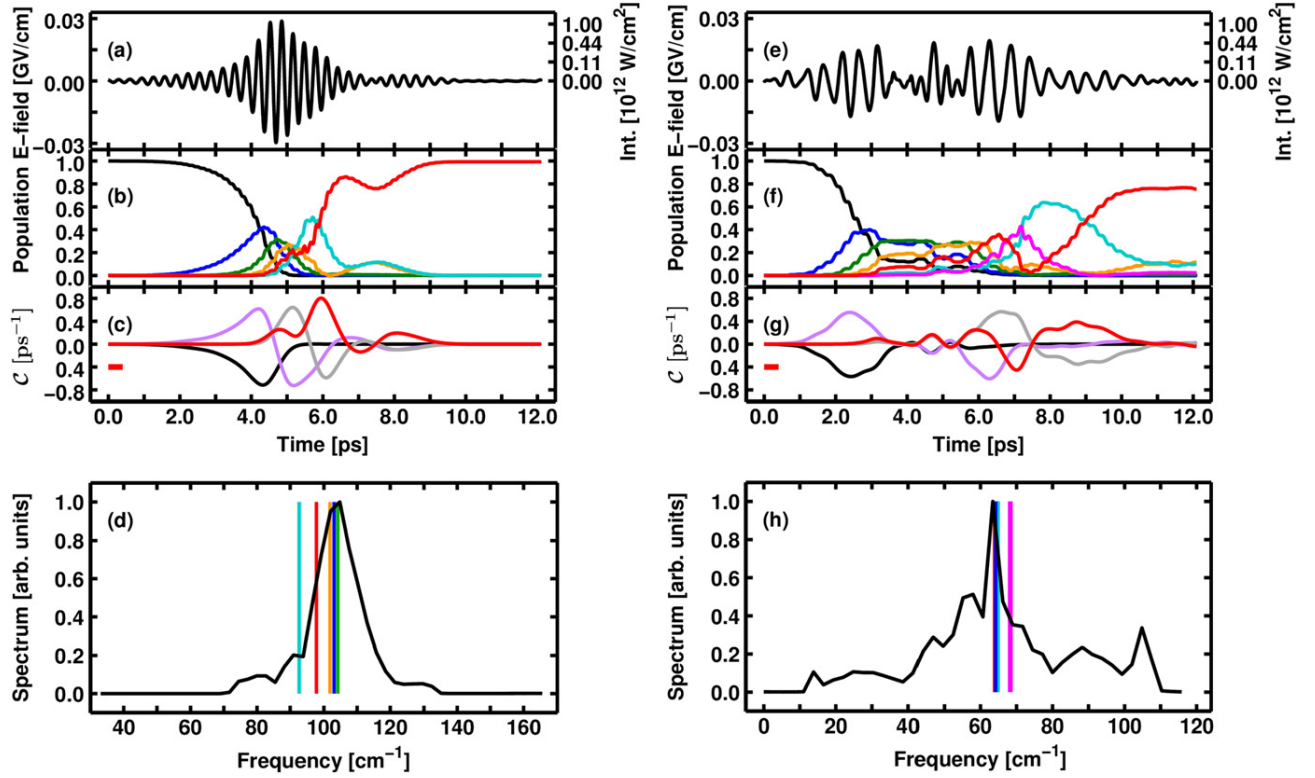 (a)
E-field [GV/cm]
0.03
0.00
-0.03
1.00
0.44
0.11
0.00
Int. [10^12 W/cm^2]
(b)
Population
1.0
0.8
0.6
0.4
0.2
0.0
(c)
C [ps^-1]
0.8
0.4
0.0
0.4
-0.8
0.0 2.0 4.0 6.0 8.0 10.0 12.0
Time [ps]
(d)
Spectrum [arb. units]
1.0
0.8
0.6
0.4
0.2
0.0
40 60 80 100 120 140 160
Frequency [cm^-1]
(e)
E-field [GV/cm]
0.03
0.00
-0.03
1.00
0.44
0.11
0.00
Int. [10^12 W/cm^2]
(f)
Population
1.0
0.8
0.6
0.4
0.2
0.0
(g)
C [ps^-1]
0.8
0.4
0.0
0.4
-0.8
0.0 2.0 4.0 6.0 8.0 10.0 12.0
Time [ps]
(h)
Spectrum [arb. units]
1.0
0.8
0.6
0.4
0.2
0.0
0 20 40 60 80 100 120
Frequency [cm^-1]